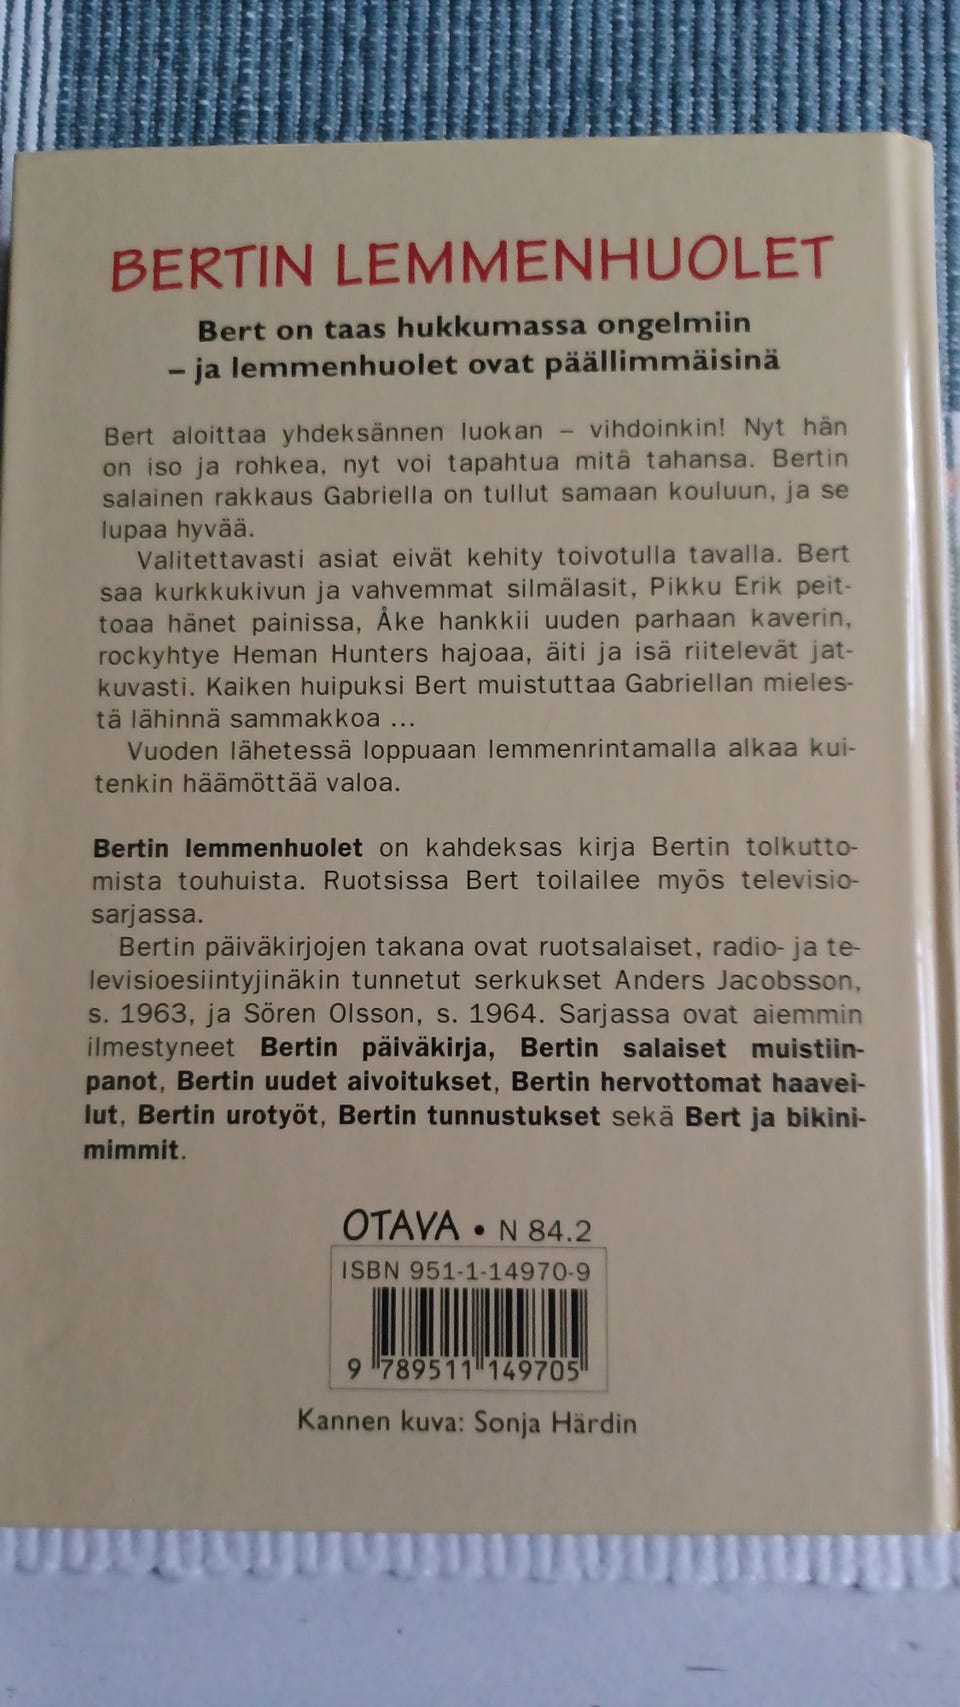 BERTIN LEMMENHUOLET
Bert on taas hukkumassa ongelmiin
– ja lemmenhuolet ovat päällimmäisinä
Bert aloittaa yhdeksännen luokan – vihdoinkin! Nyt hän
on iso ja rohkea, nyt voi tapahtua mitä tahansa. Bertin
salainen rakkaus Gabriella on tullut samaan kouluun, ja se
lupaa hyvää.
Valitettavasti asiat eivät kehity toivotulla tavalla. Bert
saa kurkkukivun ja vahvemmat silmälasit, Pikku Erik peit-
toaa hänet painissa, Åke hankkii uuden parhaan kaverin,
rockyhtye Heman Hunters hajoaa, äiti ja isä riitelevät jat-
kuvasti. Kaiken huipuksi Bert muistuttaa Gabriellan mieles-
tä lähinnä sammakkoa ...
Vuoden lähetessä loppuaan lemmenrintamalla alkaa kui-
tenkin häämöttää valoa.
Bertin lemmenhuolet on kahdeksas kirja Bertin tolkutto-
mista touhuista. Ruotsissa Bert toilailee myös televisio-
sarjassa.
Bertin päiväkirjojen takana ovat ruotsalaiset, radio- ja te-
levisioesiintyjinäkin tunnetut serkukset Anders Jacobsson,
s. 1963, ja Sören Olsson, s. 1964. Sarjassa ovat aiemmin
ilmestyneet Bertin päiväkirja, Bertin salaiset muistiin-
panot, Bertin uudet aivoitukset, Bertin hervottomat haavei-
lut, Bertin urotyöt, Bertin tunnustukset sekä Bert ja bikini-
mimmit.
OTAVA • N 84.2
ISBN 951-1-14970-9
9 789511 149705
Kannen kuva: Sonja Härdin